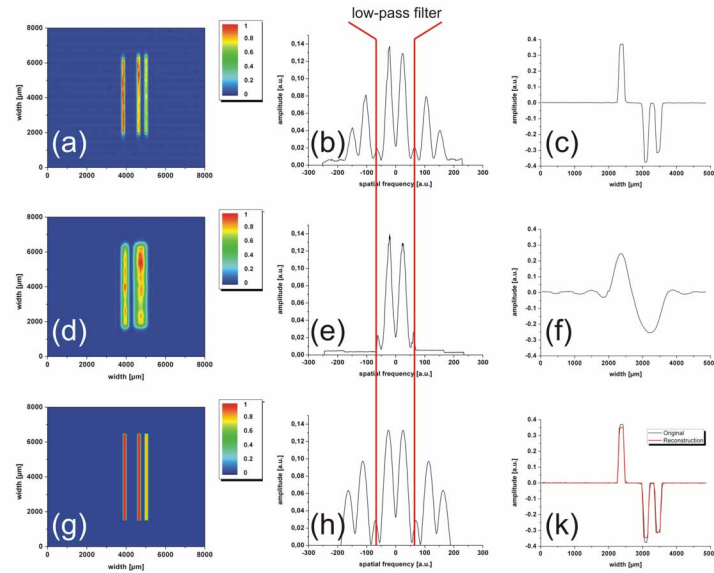 low-pass filter
width [µm]
8000
6000
4000
2000
0
0 2000 4000 6000 8000
(a)
1
0.8
0.6
0.4
0.2
0
amplitude [a.u.]
0,14
0,12
0,10
0,08
0,06
0,04
0,02
0,00
-300 -200 -100 0 100 200 300
spatial frequency [a.u.]
(b)
amplitude [a.u.]
0.4
0.3
0.2
0.1
0.0
-0.1
-0.2
-0.3
-0.4
0 1000 2000 3000 4000 5000
width [µm]
(c)
width [µm]
8000
6000
4000
2000
0
0 2000 4000 6000 8000
width [µm]
(d)
1
0.8
0.6
0.4
0.2
0
amplitude [a.u.]
0,14
0,12
0,10
0,08
0,06
0,04
0,02
0,00
-300 -200 -100 0 100 200 300
spatial frequency [a.u.]
(e)
amplitude [a.u.]
0.4
0.3
0.2
0.1
0.0
-0.1
-0.2
-0.3
-0.4
0 1000 2000 3000 4000 5000
width [µm]
(f)
width [µm]
8000
6000
4000
2000
0
0 2000 4000 6000 8000
width [µm]
(g)
1
0.8
0.6
0.4
0.2
0
amplitude [a.u.]
0,14
0,12
0,10
0,08
0,06
0,04
0,02
0,00
-300 -200 -100 0 100 200 300
spatial frequency [a.u.]
(h)
amplitude [a.u.]
0.4
0.3
0.2
0.1
0.0
-0.1
-0.2
-0.3
-0.4
0 1000 2000 3000 4000 5000
width [µm]
Original
Reconstruction
(k)